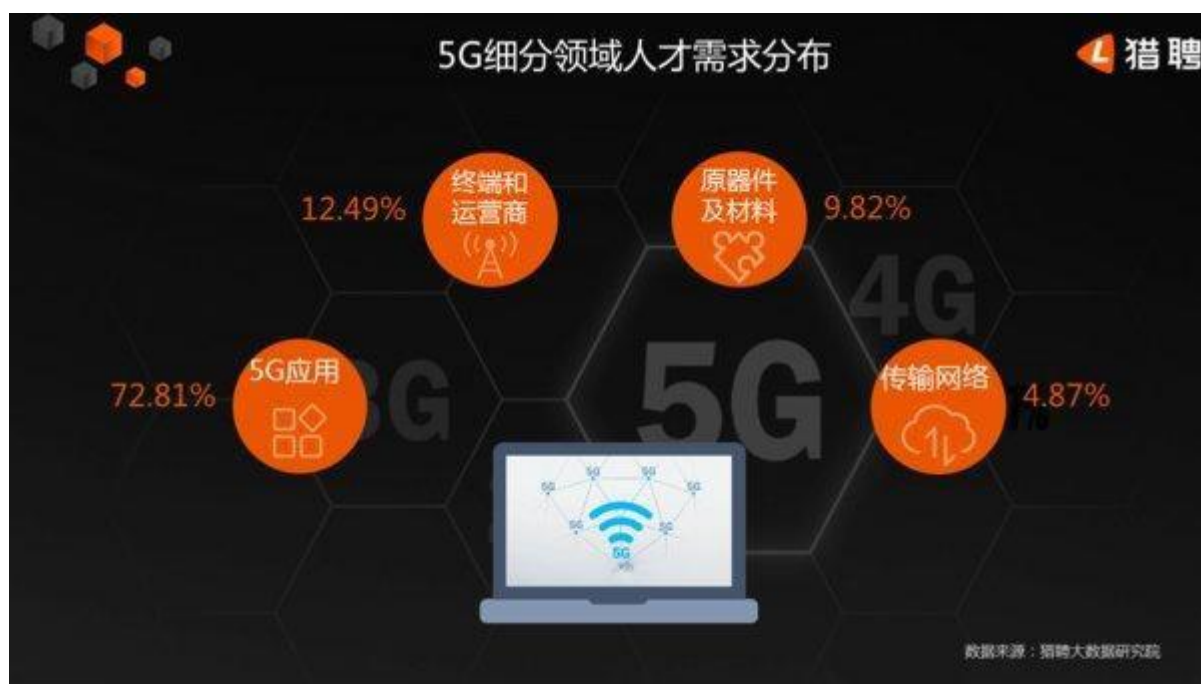 5G细分领域人才需求分布
猎聘
终端和
运营商
12.49%
原器件
及材料
9.82%
4G
3G
5G
5G应用
72.81%
传输网络
4.87%
5G
5G
5G
5G
5G
5G
5G
数据来源：猎聘大数据研究院